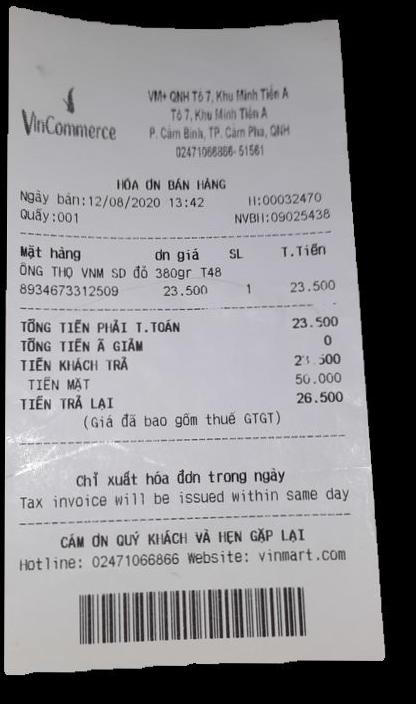 VinCommerce
VM+ QNH Tổ 7, Khu Minh Tiến A
Tổ 7, Khu Minh Tiến A
P. Cẩm Bình, TP. Cẩm Phả, QNH
02471066866-51561
HÓA ƠN BÁN HÀNG
Ngày bán:12/08/2020 13:42 H:00032470
Quầy:001 NVBH:09025438
Mặt hàng ơn giá SL T.Tiền
ÔNG THỌ VNM SD đỏ 380gr T48
8934673312509 23.500 1 23.500
TỔNG TIỀN PHẢI T.TOÁN 23.500
TỔNG TIỀN Ã GIẢM 0
TIỀN KHÁCH TRẢ 23.500
TIỀN MẶT 50.000
TIỀN TRẢ LẠI 26.500
(Giá đã bao gồm thuế GTGT)
Chỉ xuất hóa đơn trong ngày
Tax invoice will be issued within same day
CẢM ƠN QUÝ KHÁCH VÀ HẸN GẶP LẠI
Hotline: 02471066866 Website: vinmart.com